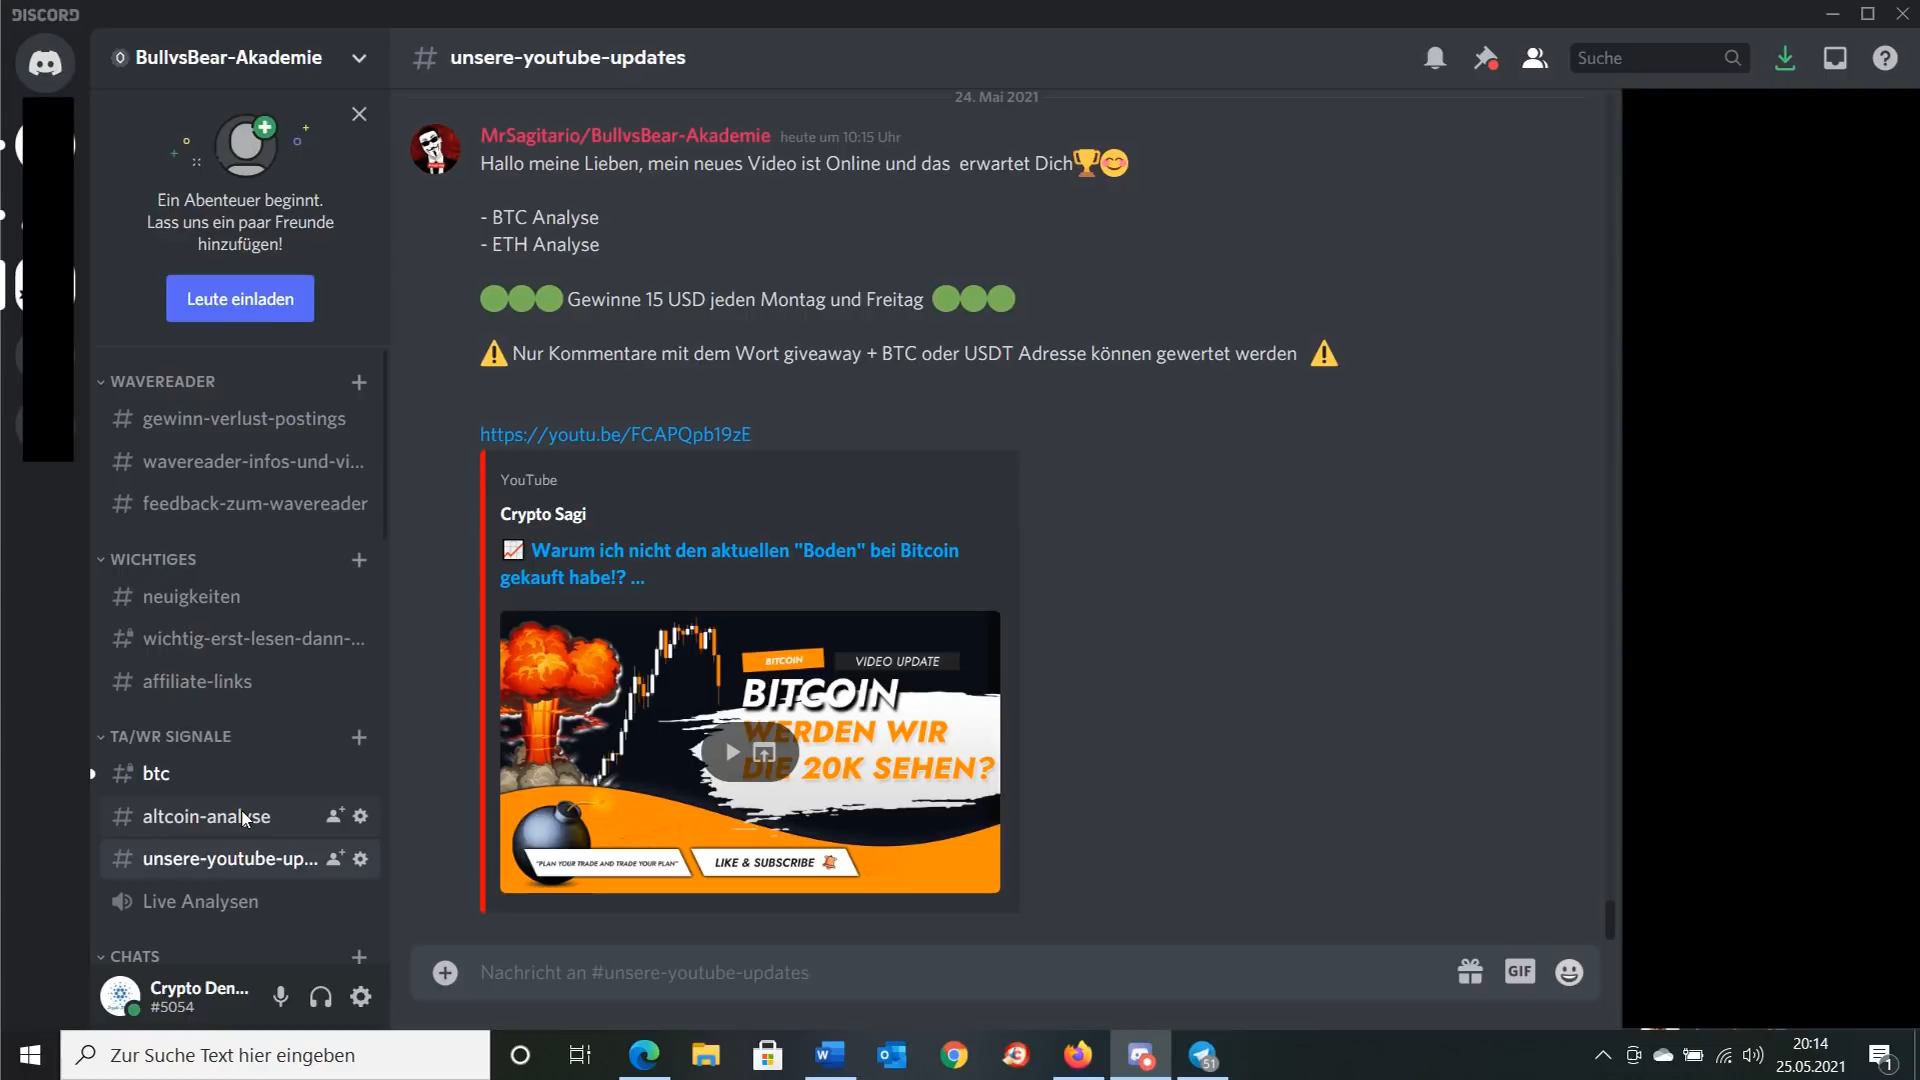 DISCORD
BullvsBear-Akademie
unsere-youtube-updates
Suche
24. Mai 2021
Ein Abenteuer beginnt.
Lass uns ein paar Freunde
hinzufügen!
Leute einladen
WAVEREADER
gewinn-verlust-postings
wavereader-infos-und-vi...
feedback-zum-wavereader
WICHTIGES
neuigkeiten
wichtig-erst-lesen-dann-...
affiliate-links
TA/WR SIGNALE
btc
altcoin-analyse
unsere-youtube-up...
Live Analysen
CHATS
Crypto Den...
#5054
MrSagitario/BullvsBear-Akademie heute um 10:15 Uhr
Hallo meine Lieben, mein neues Video ist Online und das erwartet Dich🏆😊
- BTC Analyse
- ETH Analyse
🟢🟢🟢 Gewinne 15 USD jeden Montag und Freitag 🟢🟢🟢
⚠️ Nur Kommentare mit dem Wort giveaway + BTC oder USDT Adresse können gewertet werden ⚠️
https://youtu.be/FCAPQpb19zE
YouTube
Crypto Sagi
📈 Warum ich nicht den aktuellen "Boden" bei Bitcoin
gekauft habe!? ...
BITCOIN VIDEO UPDATE
BITCOIN
WERDEN WIR
DIE 20K SEHEN?
"PLAN YOUR TRADE AND TRADE YOUR PLAN" LIKE & SUBSCRIBE
Nachricht an #unsere-youtube-updates
GIF
Zur Suche Text hier eingeben
51
20:14
25.05.2021
1